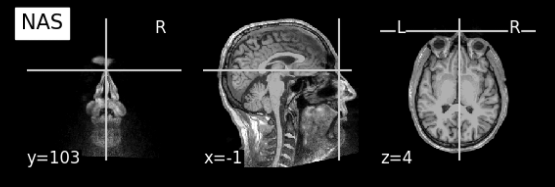 NAS
R
L
R
y=103
x=-1
z=4